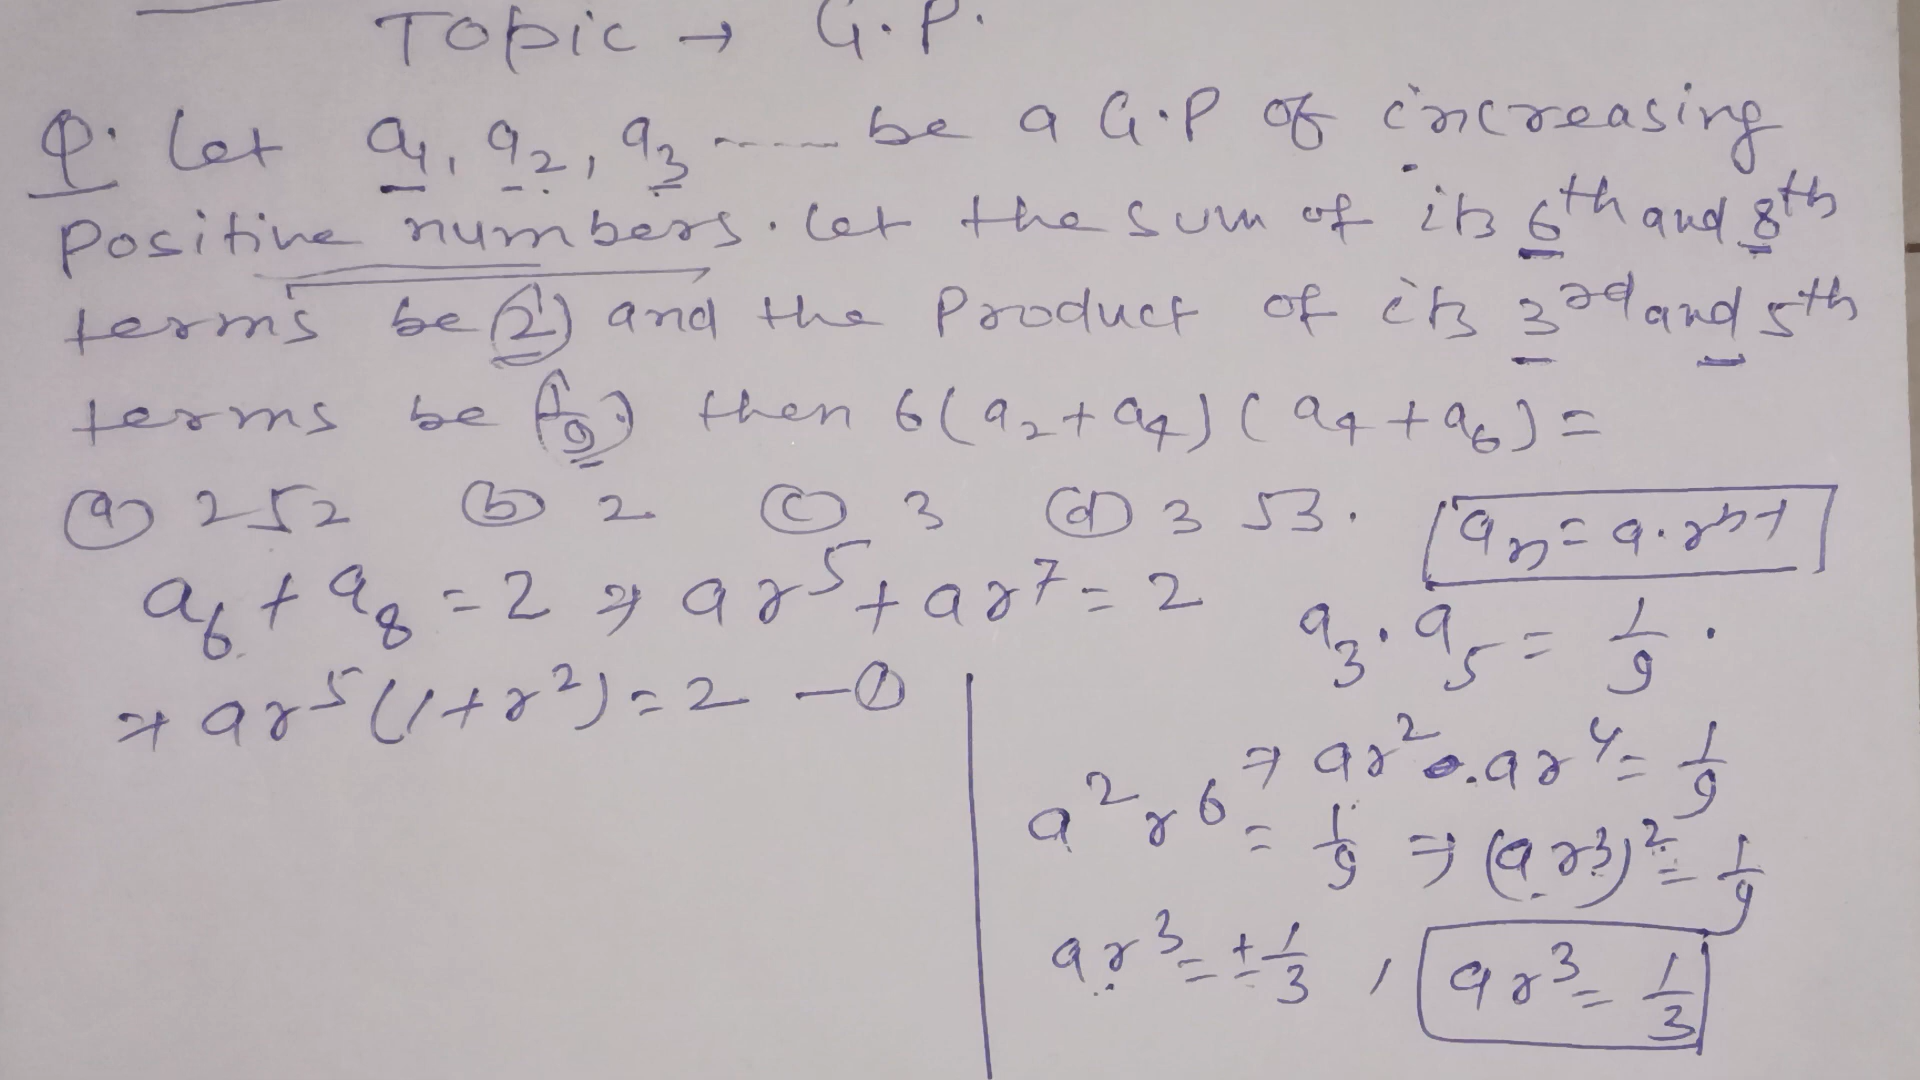 Topic → G.P.
Q. Let a₁, a₂, a₃ ...... be a G.P of increasing
Positive numbers. Let the sum of its 6th and 8th
terms be 2 and the Product of its 3rd and 5th
terms be 1/9 then 6(a₂+a₄)(a₄+a₆)=
(a) 2√2 (b) 2 (c) 3 (d) 3√3.
aₙ = a.rⁿ⁻¹
a₆ + a₈ = 2 ⇒ ar⁵ + ar⁷ = 2
⇒ ar⁵(1+r²) = 2 —①
a₃.a₅ = 1/9.
⇒ ar².ar⁴ = 1/9
a²r⁶ = 1/9 ⇒ (ar³)² = 1/9
ar³ = ±1/3, ar³ = 1/3